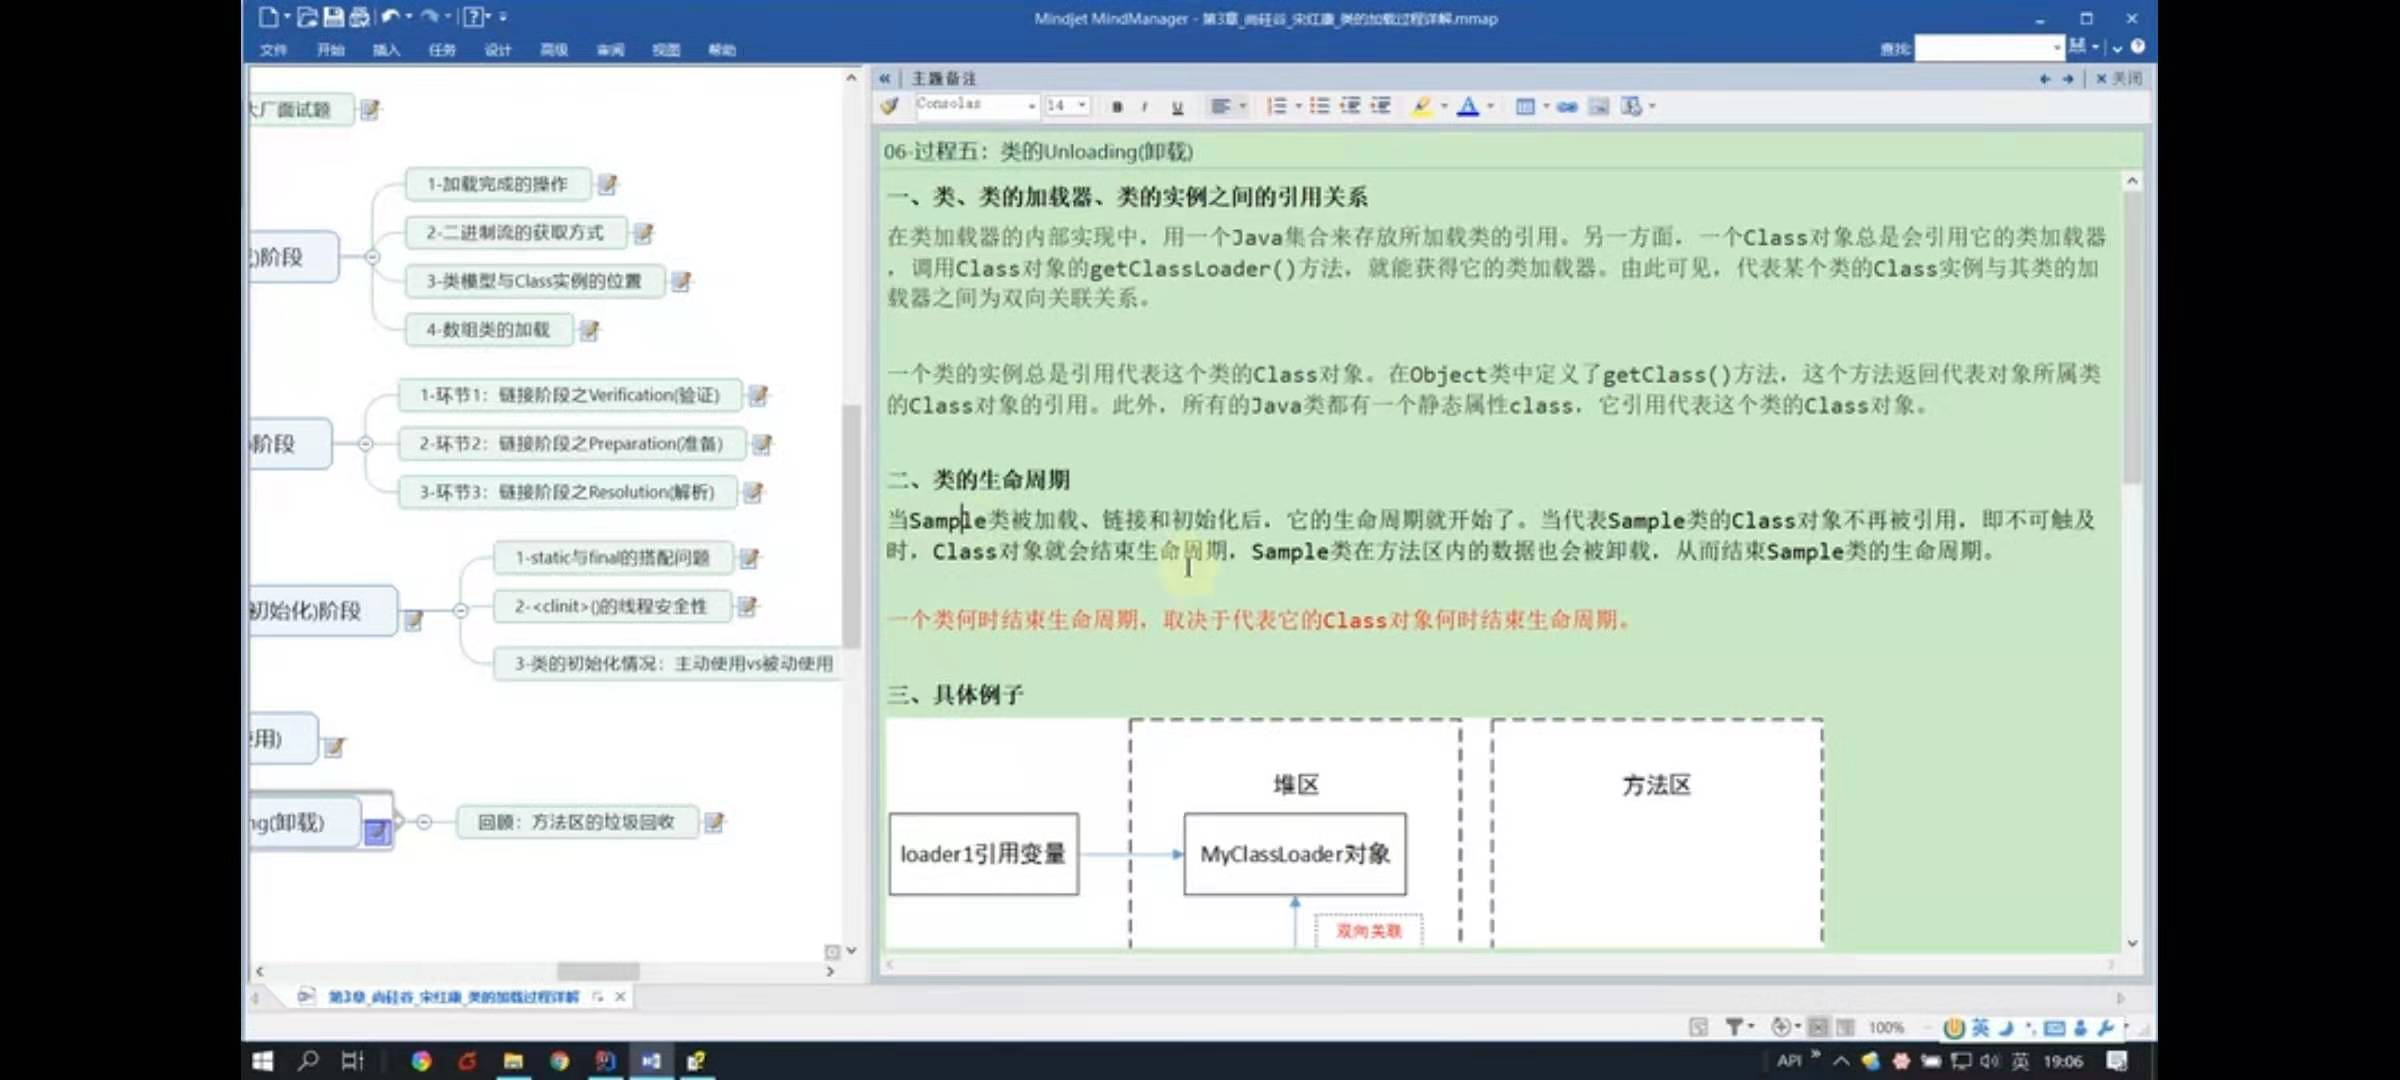 Mindjet MindManager - 第3章_尚硅谷_宋红康_类的加载过程详解.mmap
文件 开始 插入 任务 设计 高级 审阅 视图 帮助
查找:
大厂面试题
1-加载完成的操作
2-二进制流的获取方式
)阶段
3-类模型与Class实例的位置
4-数组类的加载
1-环节1：链接阶段之Verification(验证)
阶段
2-环节2：链接阶段之Preparation(准备)
3-环节3：链接阶段之Resolution(解析)
1-static与final的搭配问题
初始化)阶段
2-<clinit>()的线程安全性
3-类的初始化情况：主动使用vs被动使用
用)
ng(卸载)
回顾：方法区的垃圾回收
主题备注
关闭
Consolas 14
06-过程五：类的Unloading(卸载)
一、类、类的加载器、类的实例之间的引用关系
在类加载器的内部实现中，用一个Java集合来存放所加载类的引用。另一方面，一个Class对象总是会引用它的类加载器
，调用Class对象的getClassLoader()方法，就能获得它的类加载器。由此可见，代表某个类的Class实例与其类的加
载器之间为双向关联关系。
一个类的实例总是引用代表这个类的Class对象。在Object类中定义了getClass()方法，这个方法返回代表对象所属类
的Class对象的引用。此外，所有的Java类都有一个静态属性class，它引用代表这个类的Class对象。
二、类的生命周期
当Sample类被加载、链接和初始化后，它的生命周期就开始了。当代表Sample类的Class对象不再被引用，即不可触及
时，Class对象就会结束生命周期，Sample类在方法区内的数据也会被卸载，从而结束Sample类的生命周期。
一个类何时结束生命周期，取决于代表它的Class对象何时结束生命周期。
三、具体例子
堆区
方法区
loader1引用变量
MyClassLoader对象
双向关联
第3章_尚硅谷_宋红康_类的加载过程详解
100%
英
API
英
19:06